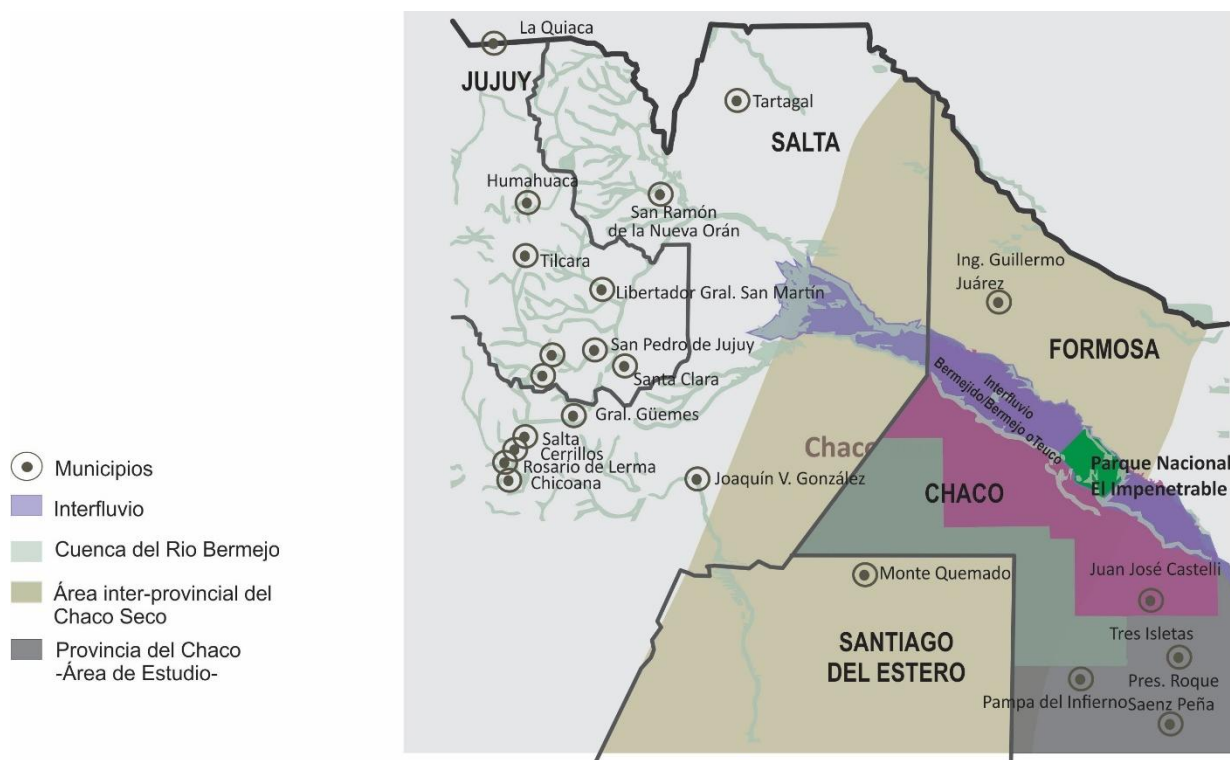 La Quiaca
JUJUY
Tartagal
SALTA
Humahuaca
San Ramón
de la Nueva Orán
Tilcara
Ing. Guillermo
Juárez
Libertador Gral. San Martín
FORMOSA
San Pedro de Jujuy
Santa Clara
Interfluvio
Bermejido/Bermejo oTeuco
Gral. Güemes
Salta
Cerrillos
Rosario de Lerma
Chicoana
Chaco
Joaquín V. González
CHACO
Parque Nacional
El Impenetrable
Juan José Castelli
Monte Quemado
Tres Isletas
SANTIAGO
DEL ESTERO
Pampa del Infierno
Pres. Roque
Saenz Peña
Municipios
Interfluvio
Cuenca del Rio Bermejo
Área inter-provincial del
Chaco Seco
Provincia del Chaco
-Área de Estudio-